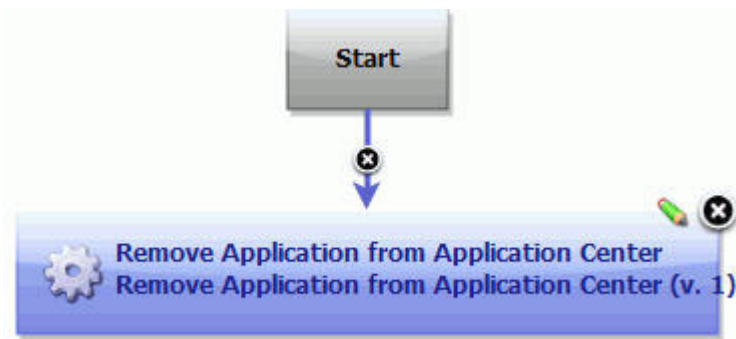 Start
Remove Application from Application Center
Remove Application from Application Center (v. 1)